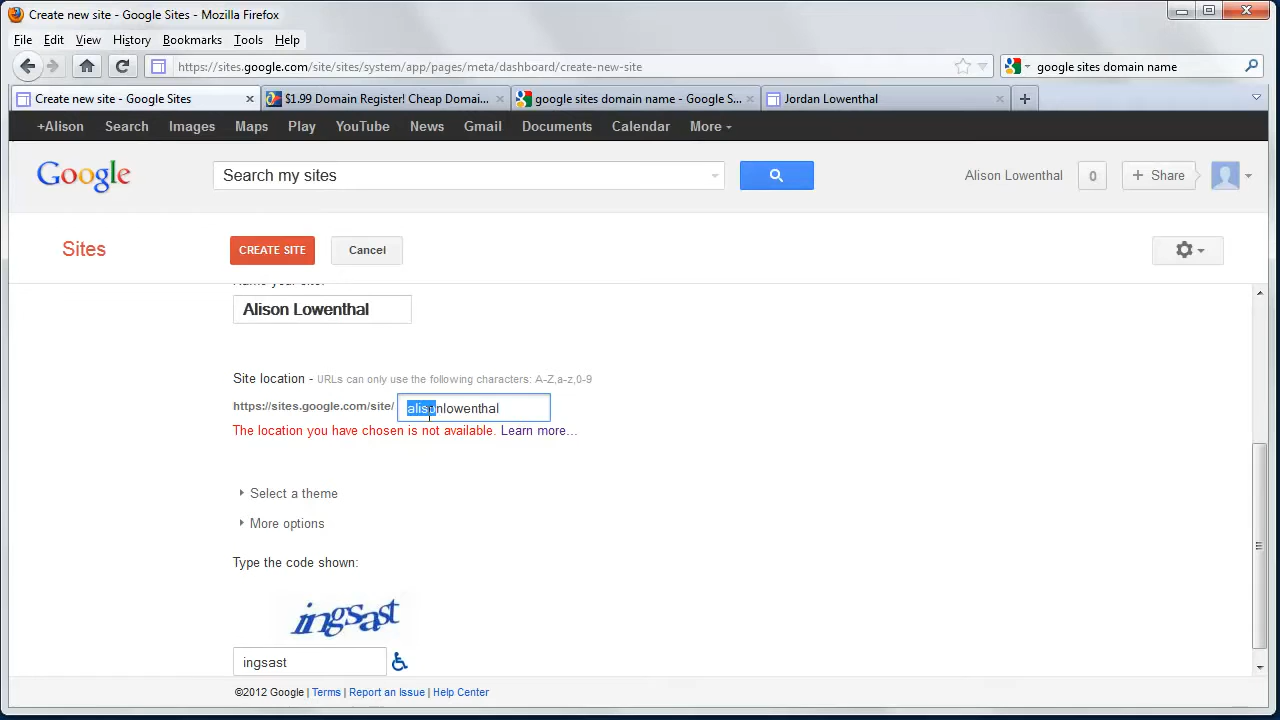 Create new site - Google Sites - Mozilla Firefox
File Edit View History Bookmarks Tools Help
https://sites.google.com/site/sites/system/app/pages/meta/dashboard/create-new-site google sites domain name
Create new site - Google Sites $1.99 Domain Register! Cheap Domai... google sites domain name - Google S... Jordan Lowenthal
+Alison Search Images Maps Play YouTube News Gmail Documents Calendar More
Google Search my sites Alison Lowenthal 0 + Share
Sites CREATE SITE Cancel
Name your site:
Alison Lowenthal
Site location - URLs can only use the following characters: A-Z,a-z,0-9
https://sites.google.com/site/ alisonlowenthal
The location you have chosen is not available. Learn more...
Select a theme
More options
Type the code shown:
ingsast
ingsast
©2012 Google | Terms | Report an Issue | Help Center